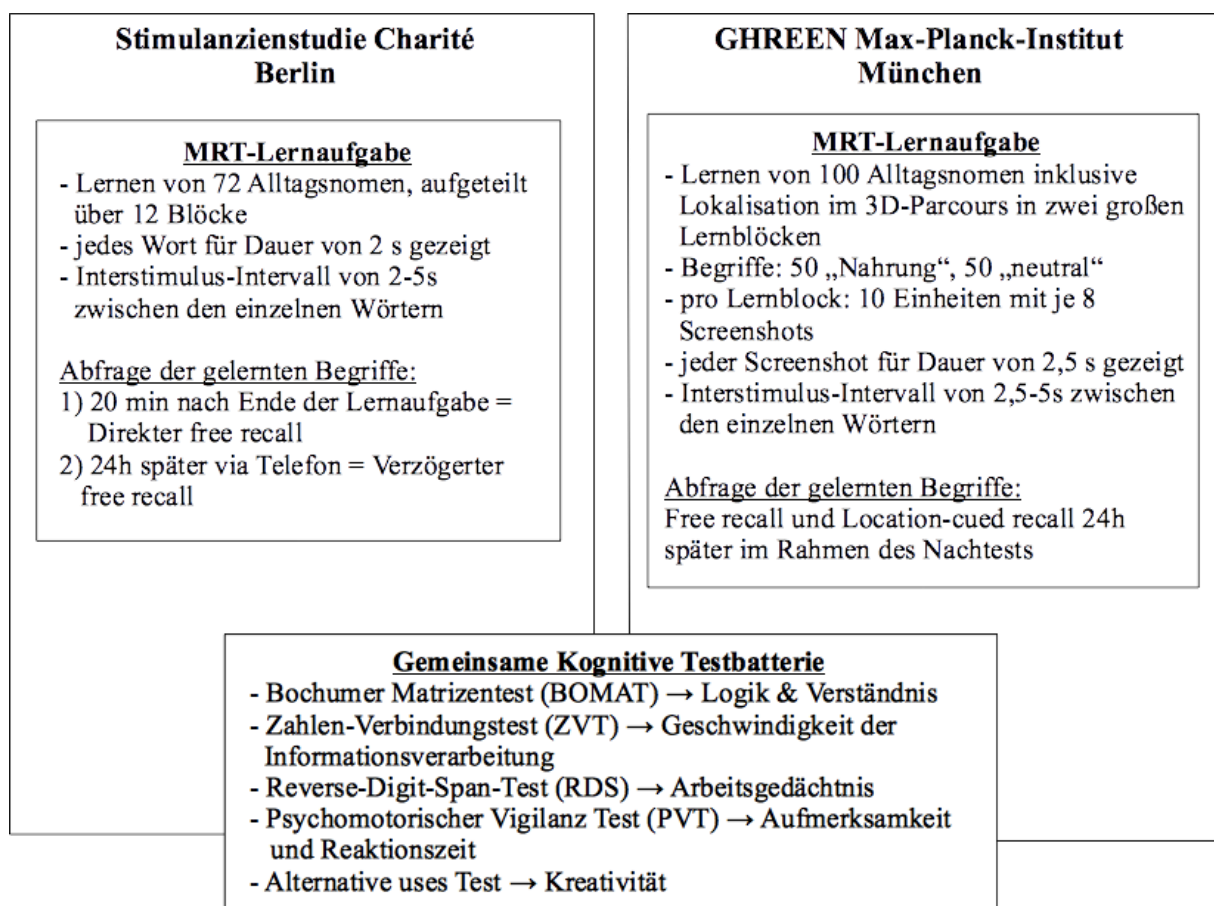 Stimulanzienstudie Charité
Berlin
MRT-Lernaufgabe
- Lernen von 72 Alltagsnomen, aufgeteilt
über 12 Blöcke
- jedes Wort für Dauer von 2 s gezeigt
- Interstimulus-Intervall von 2-5s
zwischen den einzelnen Wörtern
Abfrage der gelernten Begriffe:
1) 20 min nach Ende der Lernaufgabe =
Direkter free recall
2) 24h später via Telefon = Verzögerter
free recall
GHREEN Max-Planck-Institut
München
MRT-Lernaufgabe
- Lernen von 100 Alltagsnomen inklusive
Lokalisation im 3D-Parcours in zwei großen
Lernblöcken
- Begriffe: 50 „Nahrung“, 50 „neutral“
- pro Lernblock: 10 Einheiten mit je 8
Screenshots
- jeder Screenshot für Dauer von 2,5 s gezeigt
- Interstimulus-Intervall von 2,5-5s zwischen
den einzelnen Wörtern
Abfrage der gelernten Begriffe:
Free recall und Location-cued recall 24h
später im Rahmen des Nachtests
Gemeinsame Kognitive Testbatterie
- Bochumer Matrizentest (BOMAT) → Logik & Verständnis
- Zahlen-Verbindungstest (ZVT) → Geschwindigkeit der
Informationsverarbeitung
- Reverse-Digit-Span-Test (RDS) → Arbeitsgedächtnis
- Psychomotorischer Vigilanz Test (PVT) → Aufmerksamkeit
und Reaktionszeit
- Alternative uses Test → Kreativität